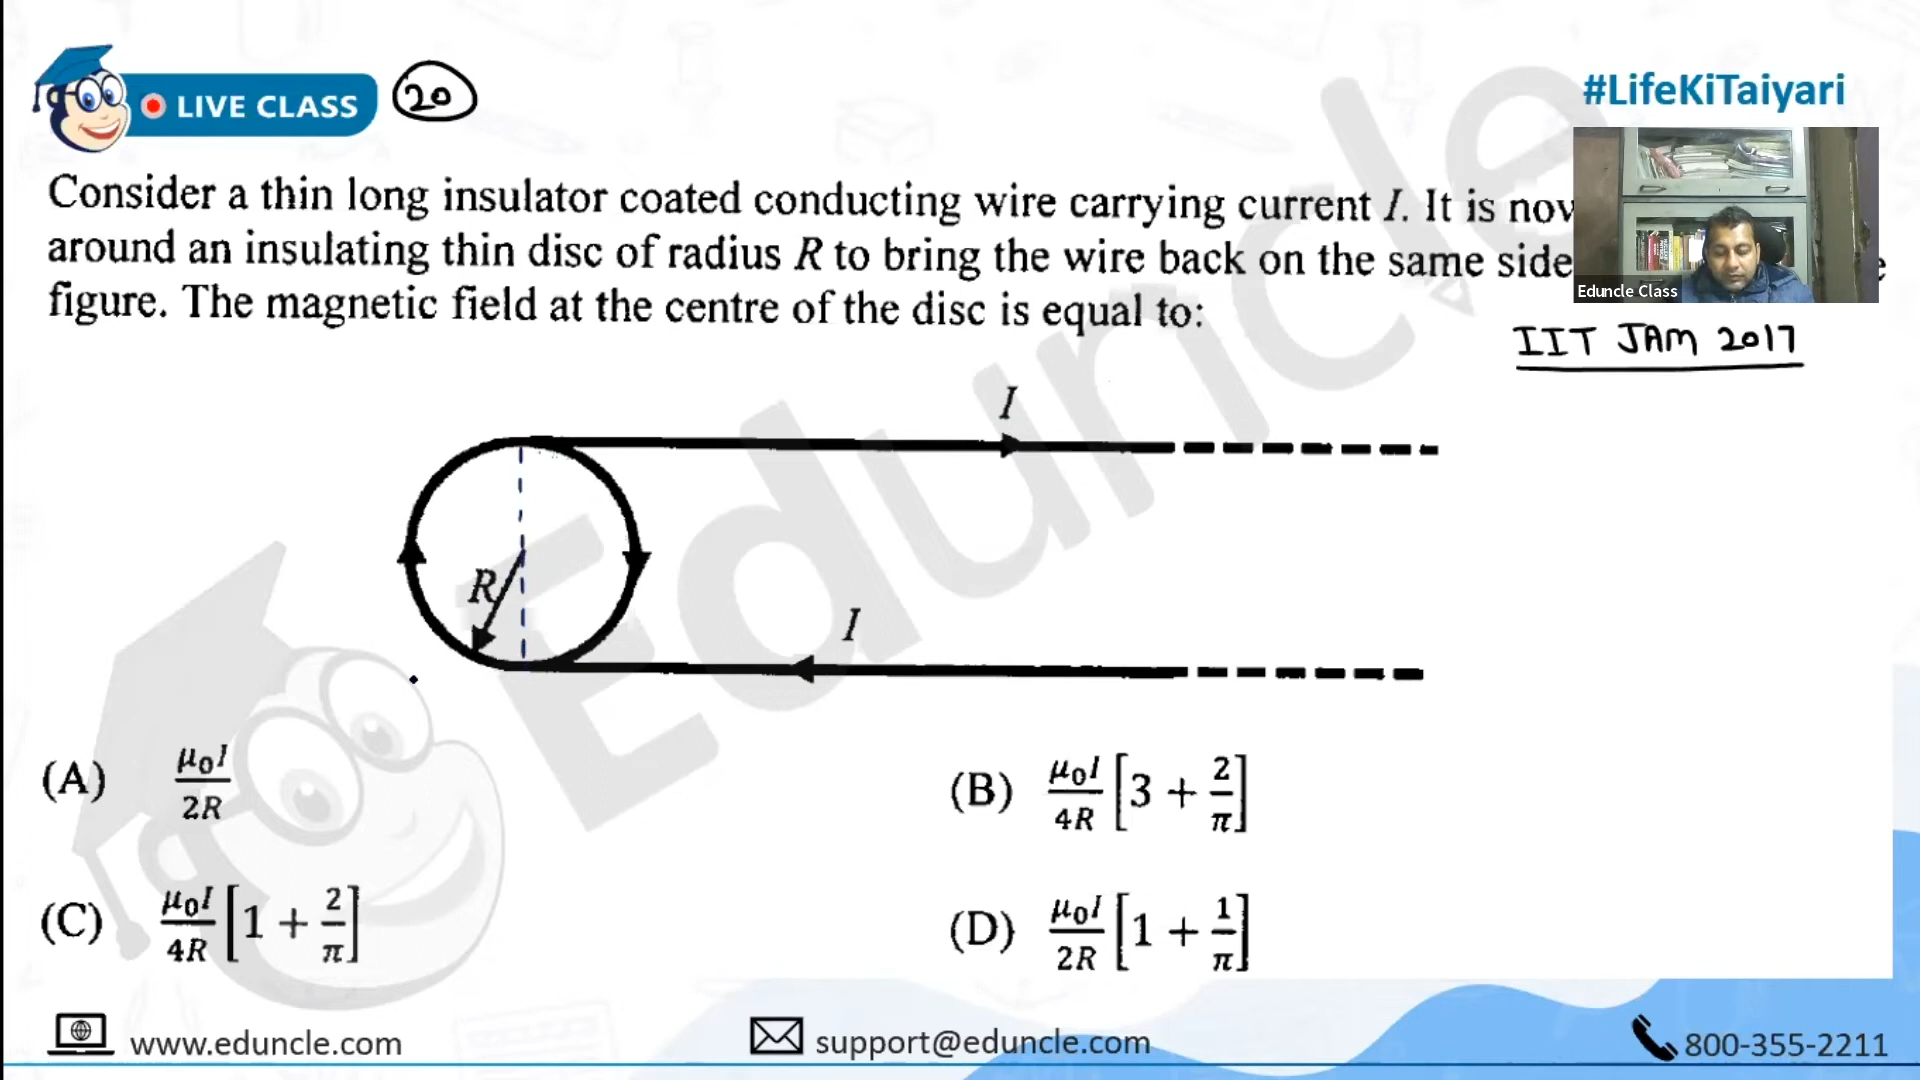 LIVE CLASS
20
#LifeKiTaiyari
Consider a thin long insulator coated conducting wire carrying current I. It is now
around an insulating thin disc of radius R to bring the wire back on the same side
figure. The magnetic field at the centre of the disc is equal to:
Eduncle Class
IIT JAM 2017
I
R
I
(A) μ₀I/2R
(B) μ₀I/4R [3 + 2/π]
(C) μ₀I/4R [1 + 2/π]
(D) μ₀I/2R [1 + 1/π]
Eduncle
www.eduncle.com
support@eduncle.com
800-355-2211